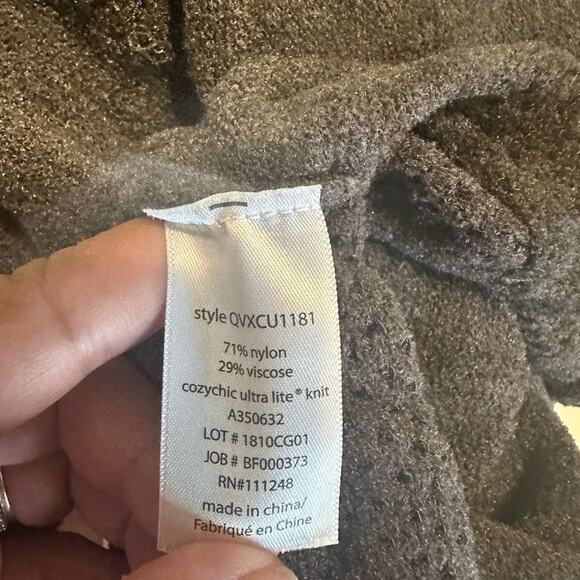 style QVXCU1181
71% nylon
29% viscose
cozychic ultra lite® knit
A350632
LOT # 1810CG01
JOB # BF000373
RN#111248
made in china/
Fabriqué en Chine